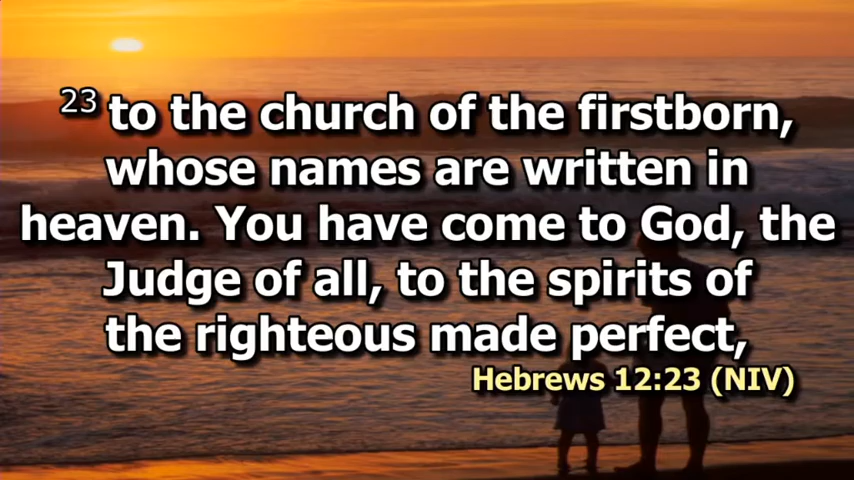 23 to the church of the firstborn,
whose names are written in
heaven. You have come to God, the
Judge of all, to the spirits of
the righteous made perfect,
Hebrews 12:23 (NIV)